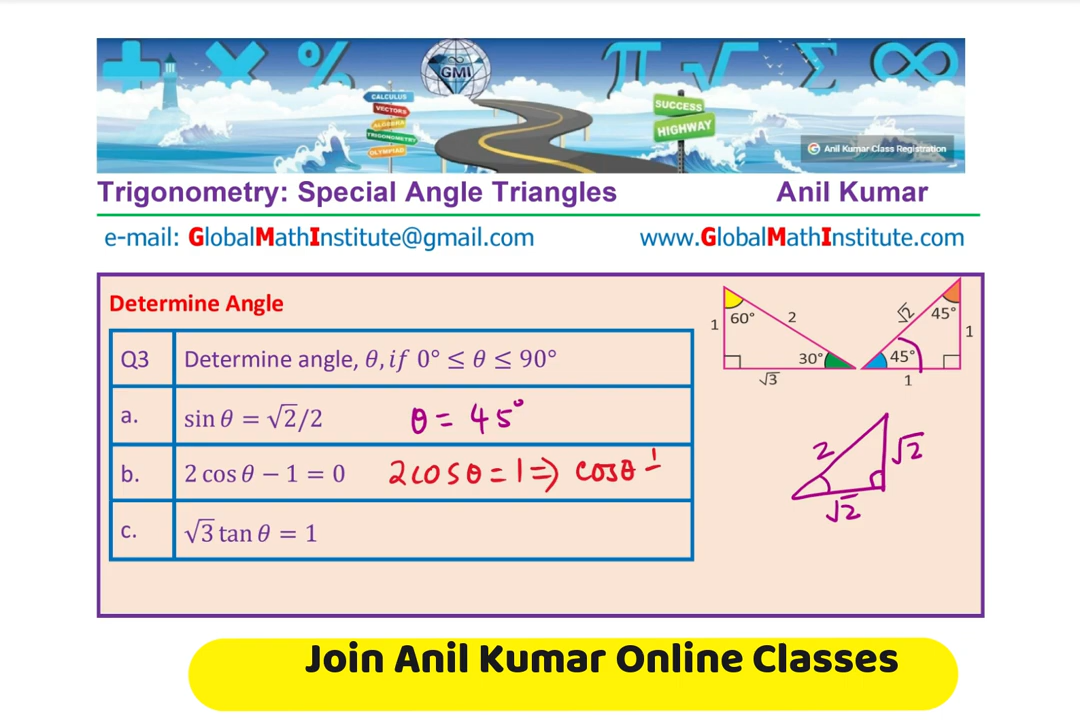 GMI
CALCULUS
VECTORS
ALGEBRA
TRIGONOMETRY
OLYMPIAD
SUCCESS
HIGHWAY
Anil Kumar Class Registration
Trigonometry: Special Angle Triangles Anil Kumar
e-mail: GlobalMathInstitute@gmail.com www.GlobalMathInstitute.com
Determine Angle
Q3 Determine angle, θ, if 0° ≤ θ ≤ 90°
a. sin θ = √2/2 θ = 45°
b. 2 cos θ − 1 = 0 2cosθ = 1 ⇒ cosθ -
c. √3 tan θ = 1
1 60° 2 30° √3
√2 45° 1 45° 1
2 √2 √2
Join Anil Kumar Online Classes